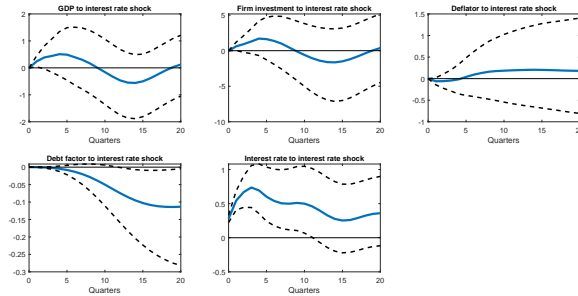 GDP to interest rate shock
2
1
0
-1
-2
0 5 10 15 20
Quarters
Firm investment to interest rate shock
5
0
-5
-10
0 5 10 15 20
Quarters
Deflator to interest rate shock
1.5
1
0.5
0
-0.5
-1
0 5 10 15 20
Quarters
Debt factor to interest rate shock
0
-0.05
-0.1
-0.15
-0.2
-0.25
-0.3
0 5 10 15 20
Quarters
Interest rate to interest rate shock
1
0.5
0
-0.5
0 5 10 15 20
Quarters